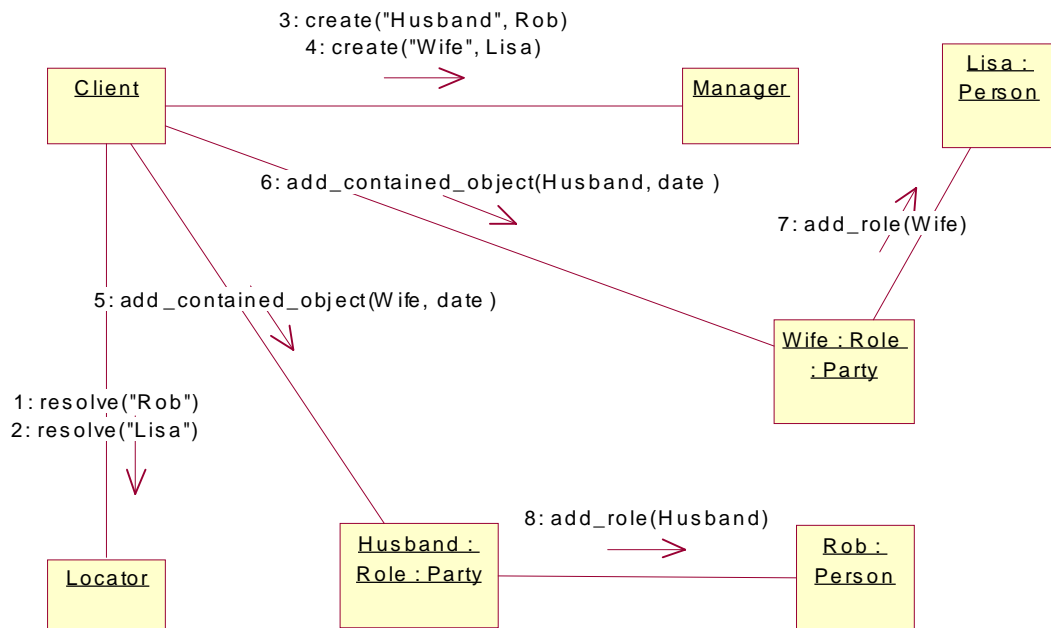 3: create("Husband", Rob)
4: create("Wife", Lisa)
Client
Manager
Lisa :
Person
6: add_contained_object(Husband, date )
7: add_role(Wife)
5: add_contained_object(Wife, date )
Wife : Role
: Party
1: resolve("Rob")
2: resolve("Lisa")
8: add_role(Husband)
Husband :
Role : Party
Rob :
Person
Locator